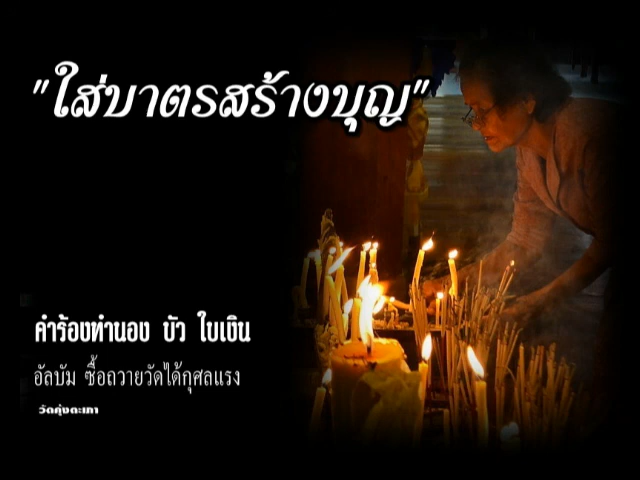 "ใส่บาตรสร้างบุญ"
คำร้องทำนอง บัว ใบเงิน
อัลบัม ซื้อถวายวัดได้กุศลแรง
วัดคุ้งตะเภา